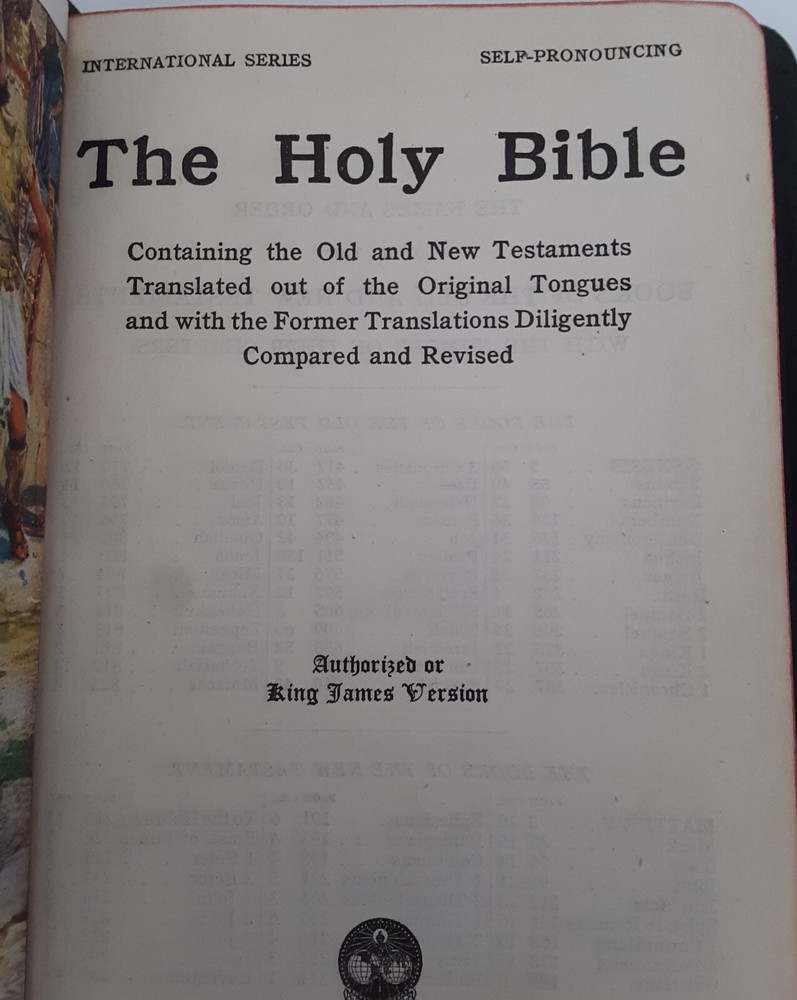 INTERNATIONAL SERIES
SELF-PRONOUNCING
The Holy Bible
Containing the Old and New Testaments
Translated out of the Original Tongues
and with the Former Translations Diligently
Compared and Revised
Authorized or
King James Version